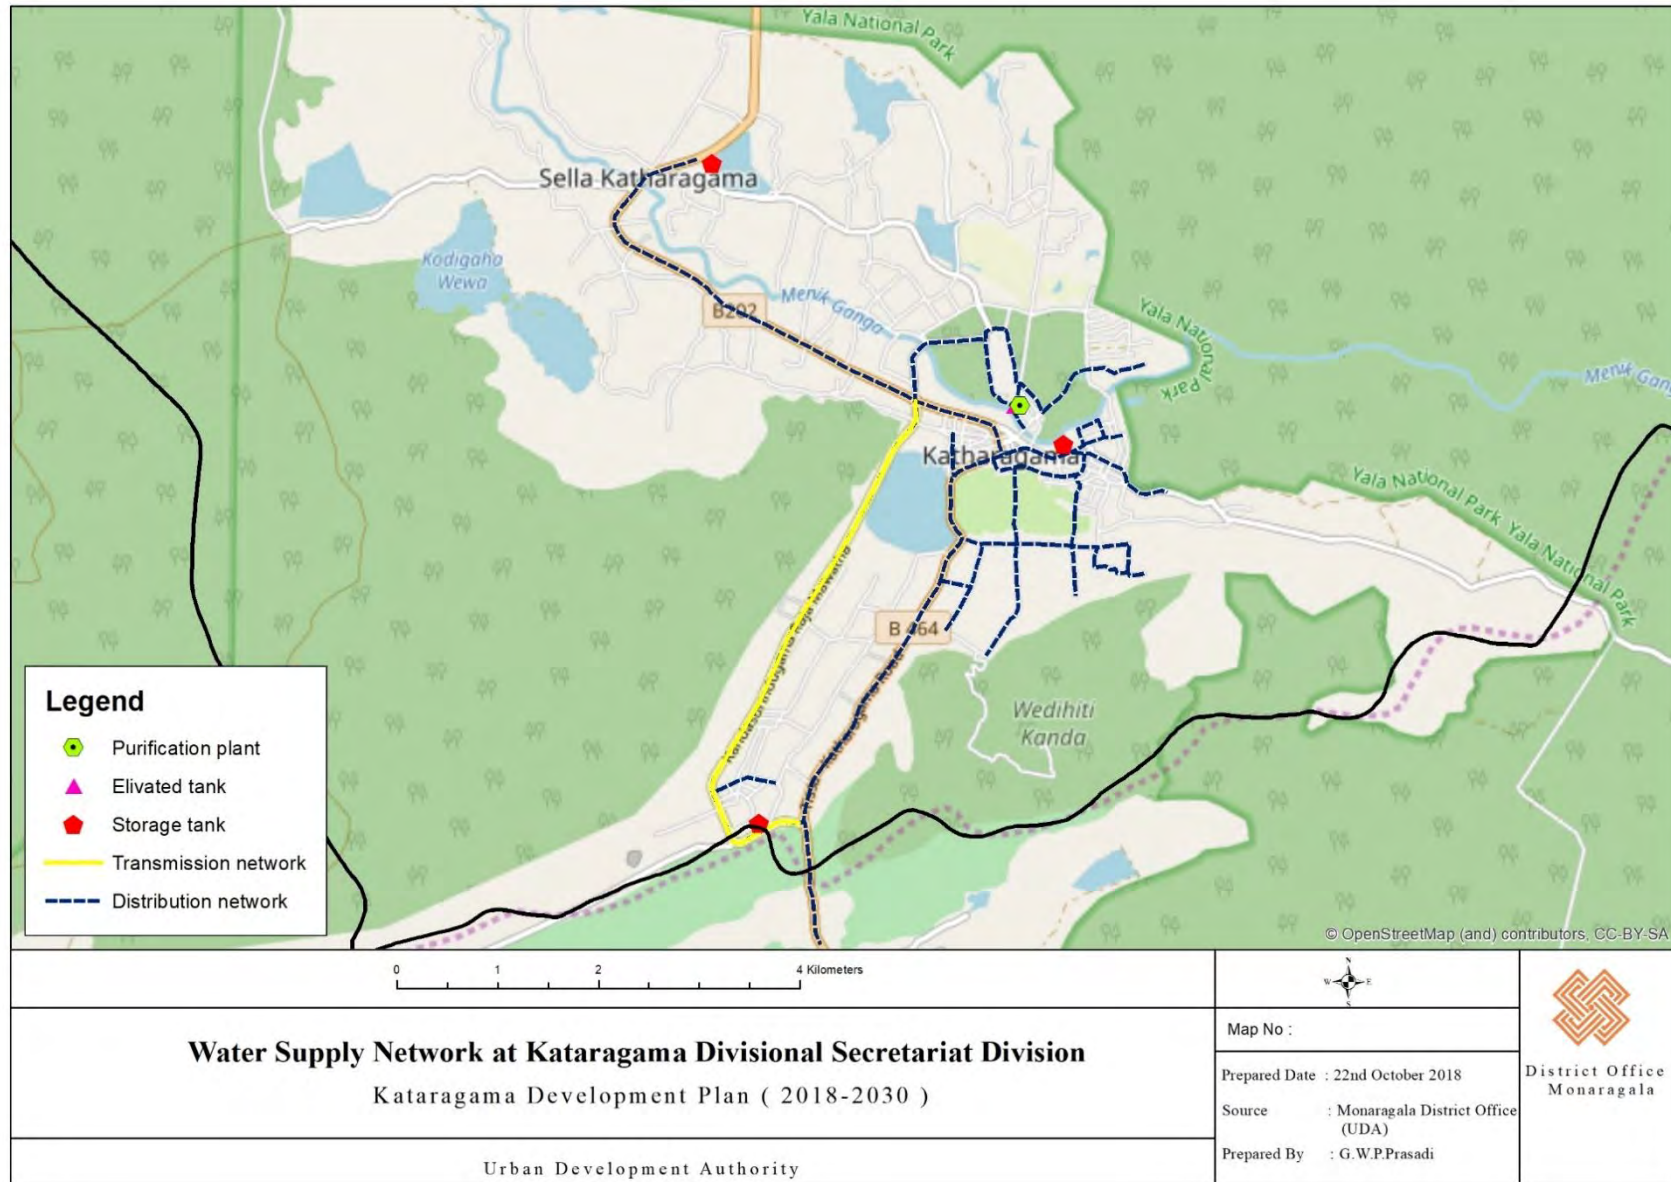 Yala National Park
Sella Katharagama
Kodigaha
Wewa
B202
Menik Ganga
Yala National
Park
Menik Gang
Katharagama
Yala National Park
Yala National Park
B 464
Wedihiti
Kanda
Legend
Purification plant
Elivated tank
Storage tank
Transmission network
Distribution network
© OpenStreetMap (and) contributors, CC-BY-SA
0 1 2 4 Kilometers
N
W E
S
Water Supply Network at Kataragama Divisional Secretariat Division
Kataragama Development Plan ( 2018-2030 )
Urban Development Authority
Map No :
Prepared Date : 22nd October 2018
Source : Monaragala District Office
(UDA)
Prepared By : G.W.P.Prasadi
District Office
Monaragala